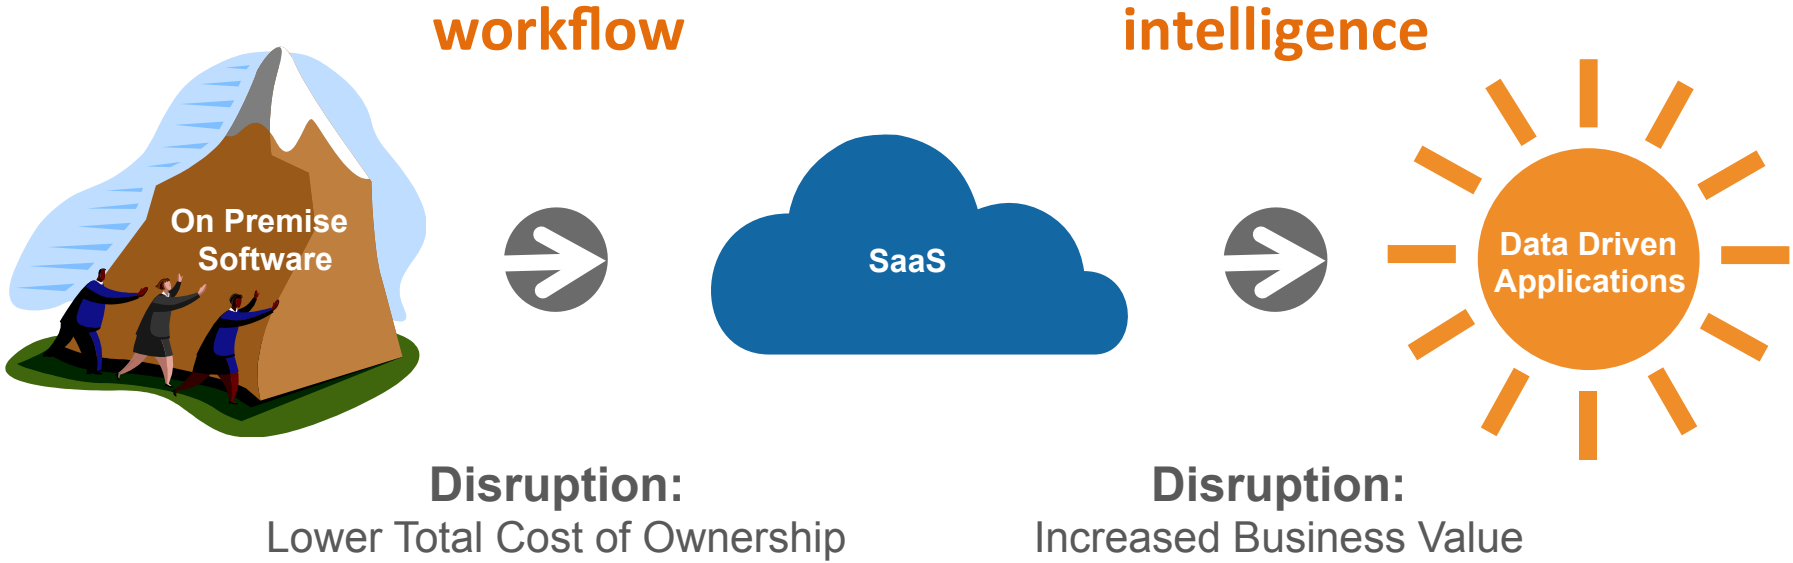 workflow
intelligence
On Premise
Software
SaaS
Data Driven
Applications
Disruption:
Lower Total Cost of Ownership
Disruption:
Increased Business Value